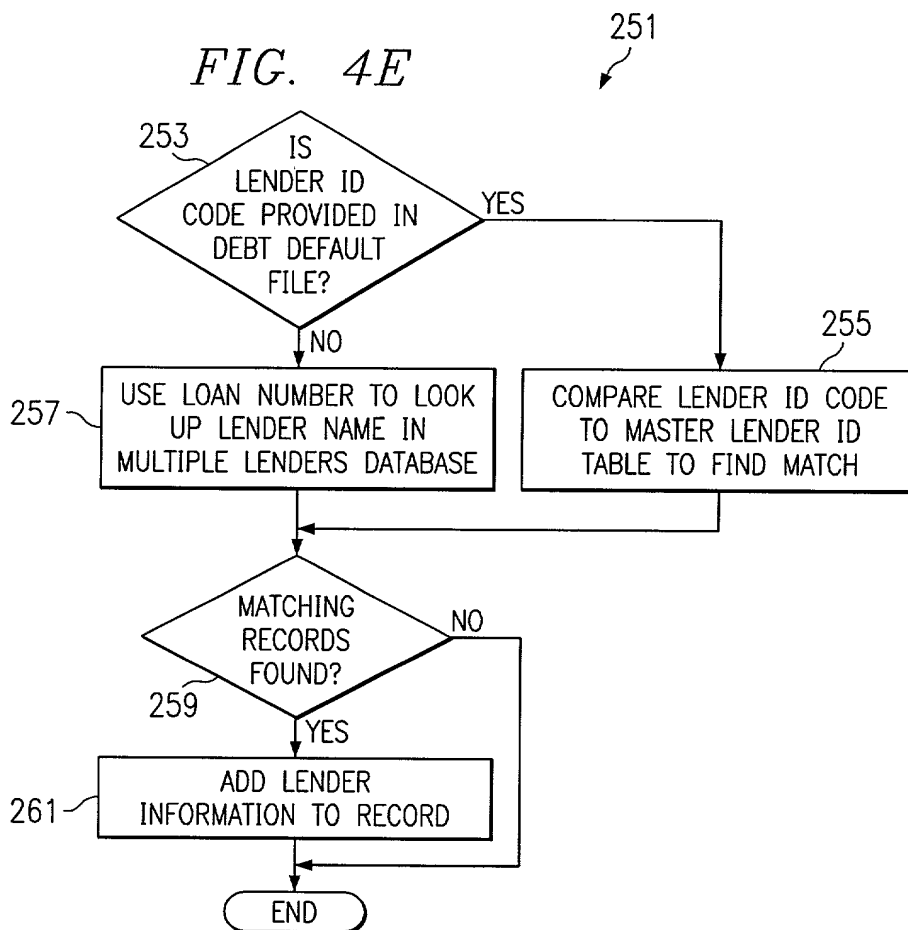 251
FIG. 4E
253
IS
LENDER ID
CODE PROVIDED IN
DEBT DEFAULT
FILE?
YES
NO
255
257
USE LOAN NUMBER TO LOOK
UP LENDER NAME IN
MULTIPLE LENDERS DATABASE
COMPARE LENDER ID CODE
TO MASTER LENDER ID
TABLE TO FIND MATCH
MATCHING
RECORDS
FOUND?
NO
259
YES
261
ADD LENDER
INFORMATION TO RECORD
END